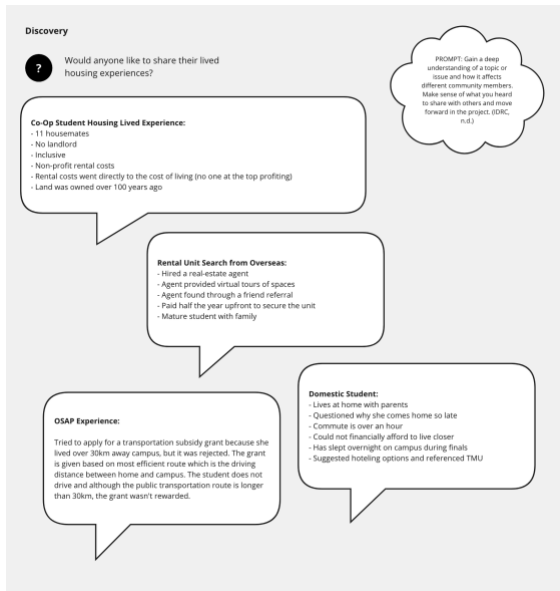 Discovery
?
Would anyone like to share their lived
housing experiences?
PROMPT: Gain a deep
understanding of a topic or
issue and how it affects
different community members.
Make sense of what you heard
to share with others and move
forward in the project. (IDRC,
n.d.)
Co-Op Student Housing Lived Experience:
- 11 housemates
- No landlord
- Inclusive
- Non-profit rental costs
- Rental costs went directly to the cost of living (no one at the top profiting)
- Land was owned over 100 years ago
Rental Unit Search from Overseas:
- Hired a real-estate agent
- Agent provided virtual tours of spaces
- Agent found through a friend referral
- Paid half the year upfront to secure the unit
- Mature student with family
OSAP Experience:
Tried to apply for a transportation subsidy grant because she
lived over 30km away campus, but it was rejected. The grant
is given based on most efficient route which is the driving
distance between home and campus. The student does not
drive and although the public transportation route is longer
than 30km, the grant wasn't rewarded.
Domestic Student:
- Lives at home with parents
- Questioned why she comes home so late
- Commute is over an hour
- Could not financially afford to live closer
- Has slept overnight on campus during finals
- Suggested hoteling options and referenced TMU